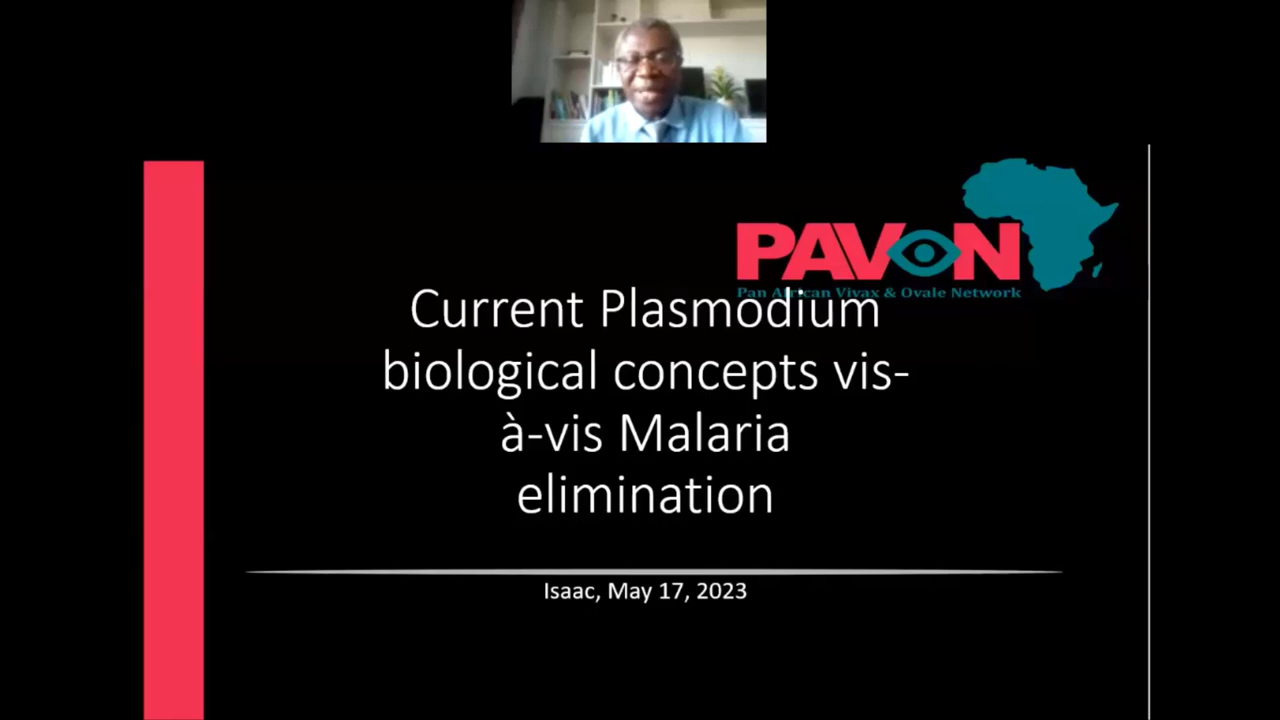 PAVON
Pan African Vivax & Ovale Network
Current Plasmodium
biological concepts vis-
à-vis Malaria
elimination
Isaac, May 17, 2023